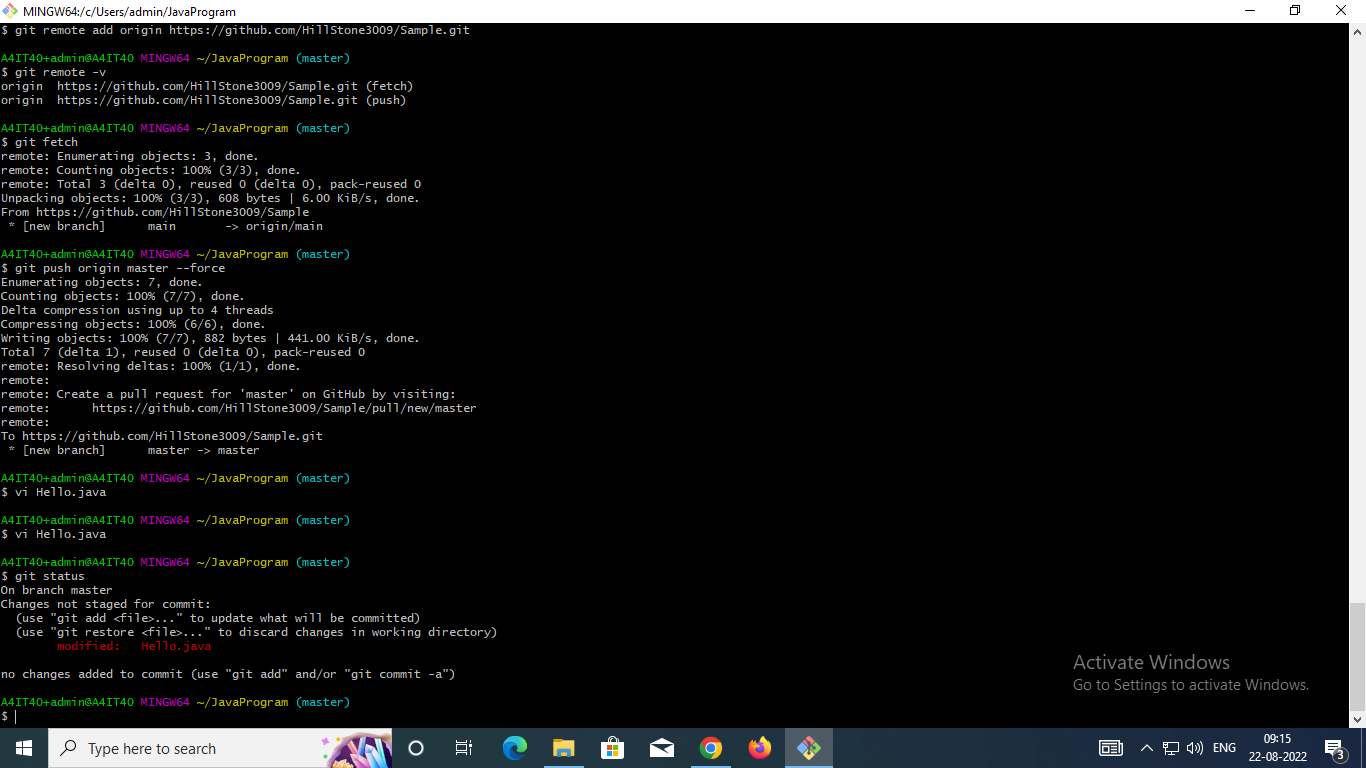 MINGW64:/c/Users/admin/JavaProgram
$ git remote add origin https://github.com/HillStone3009/Sample.git
A4IT40+admin@A4IT40 MINGW64 ~/JavaProgram (master)
$ git remote -v
origin  https://github.com/HillStone3009/Sample.git (fetch)
origin  https://github.com/HillStone3009/Sample.git (push)
A4IT40+admin@A4IT40 MINGW64 ~/JavaProgram (master)
$ git fetch
remote: Enumerating objects: 3, done.
remote: Counting objects: 100% (3/3), done.
remote: Total 3 (delta 0), reused 0 (delta 0), pack-reused 0
Unpacking objects: 100% (3/3), 608 bytes | 6.00 KiB/s, done.
From https://github.com/HillStone3009/Sample
 * [new branch]      main       -> origin/main
A4IT40+admin@A4IT40 MINGW64 ~/JavaProgram (master)
$ git push origin master --force
Enumerating objects: 7, done.
Counting objects: 100% (7/7), done.
Delta compression using up to 4 threads
Compressing objects: 100% (6/6), done.
Writing objects: 100% (7/7), 882 bytes | 441.00 KiB/s, done.
Total 7 (delta 1), reused 0 (delta 0), pack-reused 0
remote: Resolving deltas: 100% (1/1), done.
remote:
remote: Create a pull request for 'master' on GitHub by visiting:
remote:      https://github.com/HillStone3009/Sample/pull/new/master
remote:
To https://github.com/HillStone3009/Sample.git
 * [new branch]      master -> master
A4IT40+admin@A4IT40 MINGW64 ~/JavaProgram (master)
$ vi Hello.java
A4IT40+admin@A4IT40 MINGW64 ~/JavaProgram (master)
$ vi Hello.java
A4IT40+admin@A4IT40 MINGW64 ~/JavaProgram (master)
$ git status
On branch master
Changes not staged for commit:
  (use "git add <file>..." to update what will be committed)
  (use "git restore <file>..." to discard changes in working directory)
        modified:   Hello.java
no changes added to commit (use "git add" and/or "git commit -a")
A4IT40+admin@A4IT40 MINGW64 ~/JavaProgram (master)
$
Activate Windows
Go to Settings to activate Windows.
Type here to search
ENG
09:15
22-08-2022
3